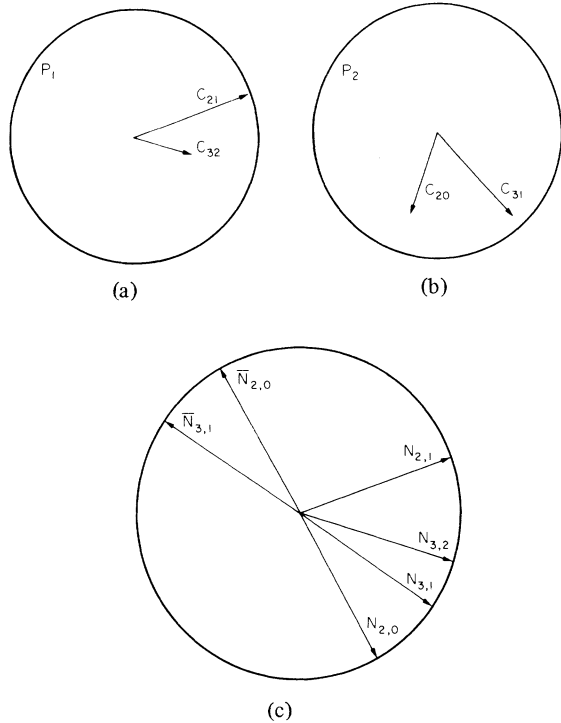 P₁
C₂₁
C₃₂
(a)
P₂
C₂₀
C₃₁
(b)
N̅₂,₀
N̅₃,₁
N₂,₁
N₃,₂
N₃,₁
N₂,₀
(c)